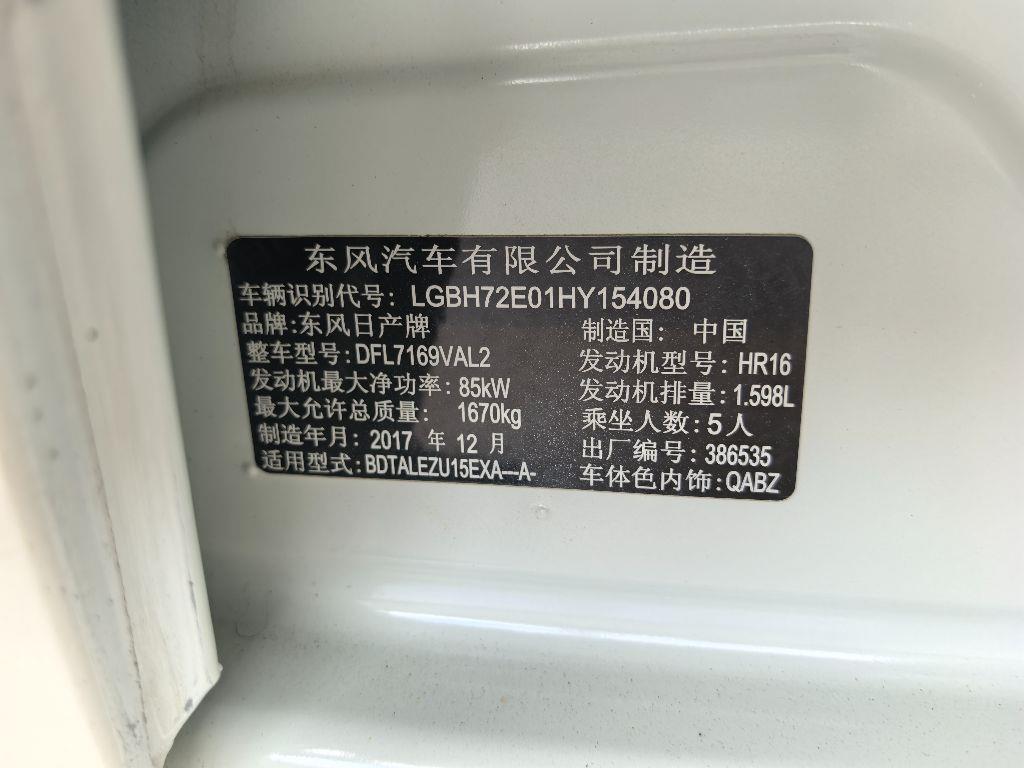 东风汽车有限公司制造
车辆识别代号: LGBH72E01HY154080
品牌:东风日产牌 制造国: 中国
整车型号:DFL7169VAL2 发动机型号: HR16
发动机最大净功率: 85kW 发动机排量: 1.598L
最大允许总质量: 1670kg 乘坐人数: 5人
制造年月: 2017 年 12 月 出厂编号: 386535
适用型式:BDTALEZU15EXA—A- 车体色内饰:QABZ